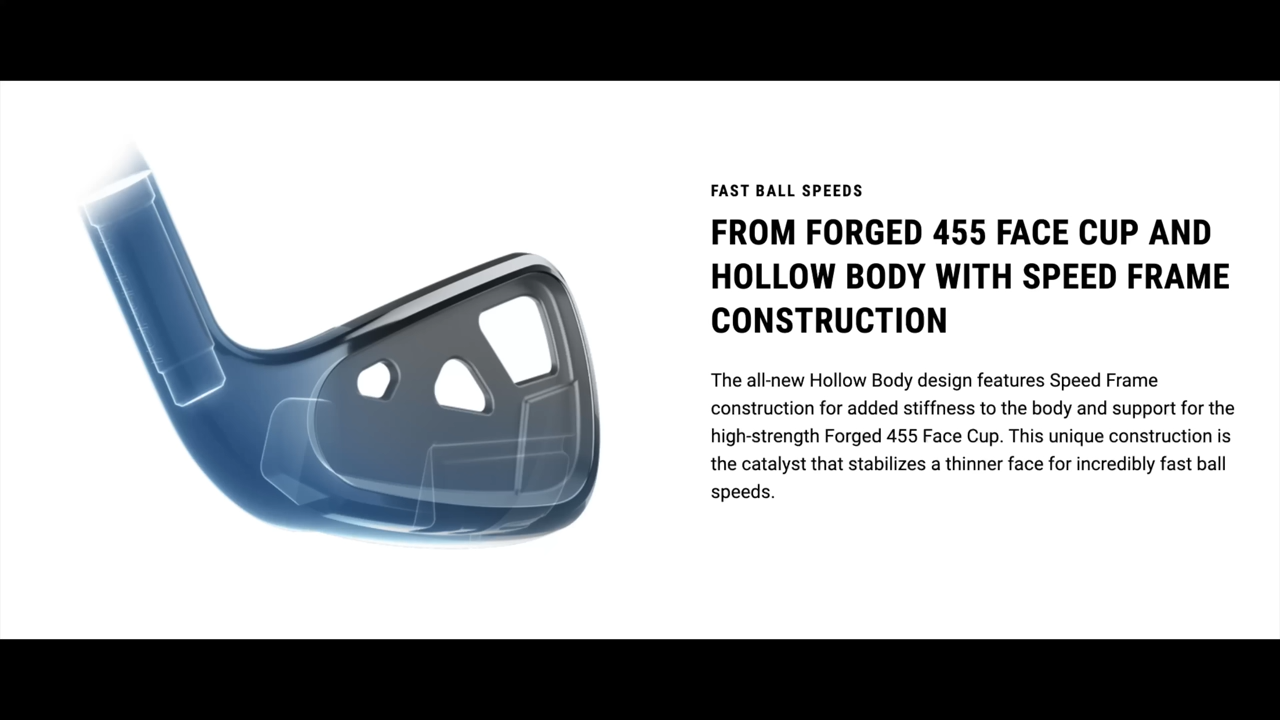 FAST BALL SPEEDS
FROM FORGED 455 FACE CUP AND
HOLLOW BODY WITH SPEED FRAME
CONSTRUCTION
The all-new Hollow Body design features Speed Frame
construction for added stiffness to the body and support for the
high-strength Forged 455 Face Cup. This unique construction is
the catalyst that stabilizes a thinner face for incredibly fast ball
speeds.